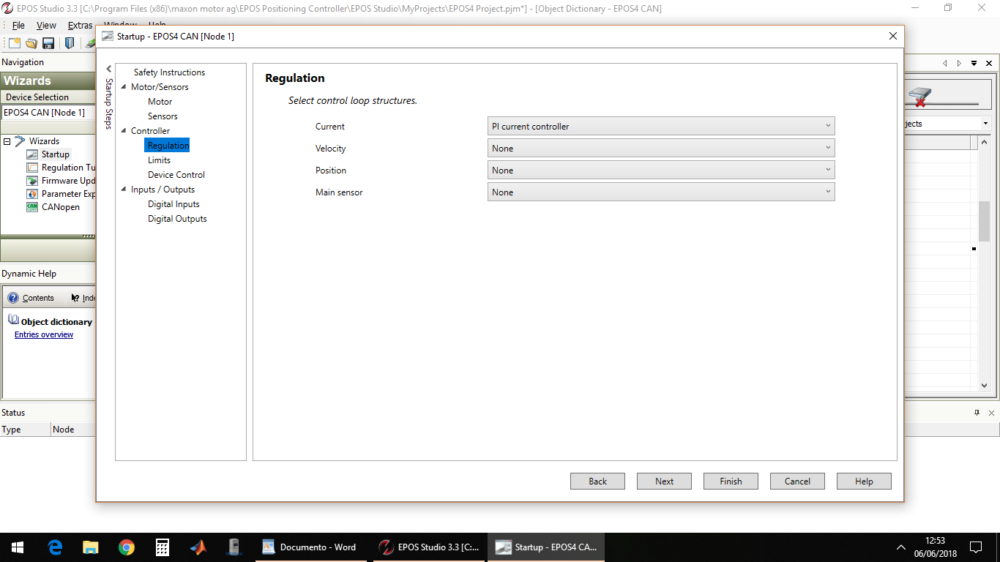 EPOS Studio 3.3 [C:\Program Files (x86)\maxon motor ag\EPOS Positioning Controller\EPOS Studio\MyProjects\EPOS4 Project.pjm*] - [Object Dictionary - EPOS4 CAN]
File View Extras
Startup - EPOS4 CAN [Node 1]
Navigation
Wizards
Device Selection
EPOS4 CAN [Node 1]
Wizards
Startup
Regulation Tu
Firmware Upd
Parameter Exp
CANopen
Dynamic Help
Contents Inde
Object dictionary
Entries overview
Status
Type Node
Startup Steps
Safety Instructions
Motor/Sensors
Motor
Sensors
Controller
Regulation
Limits
Device Control
Inputs / Outputs
Digital Inputs
Digital Outputs
Regulation
Select control loop structures.
Current PI current controller
Velocity None
Position None
Main sensor None
Back Next Finish Cancel Help
jects
Documento - Word
EPOS Studio 3.3 [C:...
Startup - EPOS4 CA...
12:53
06/06/2018